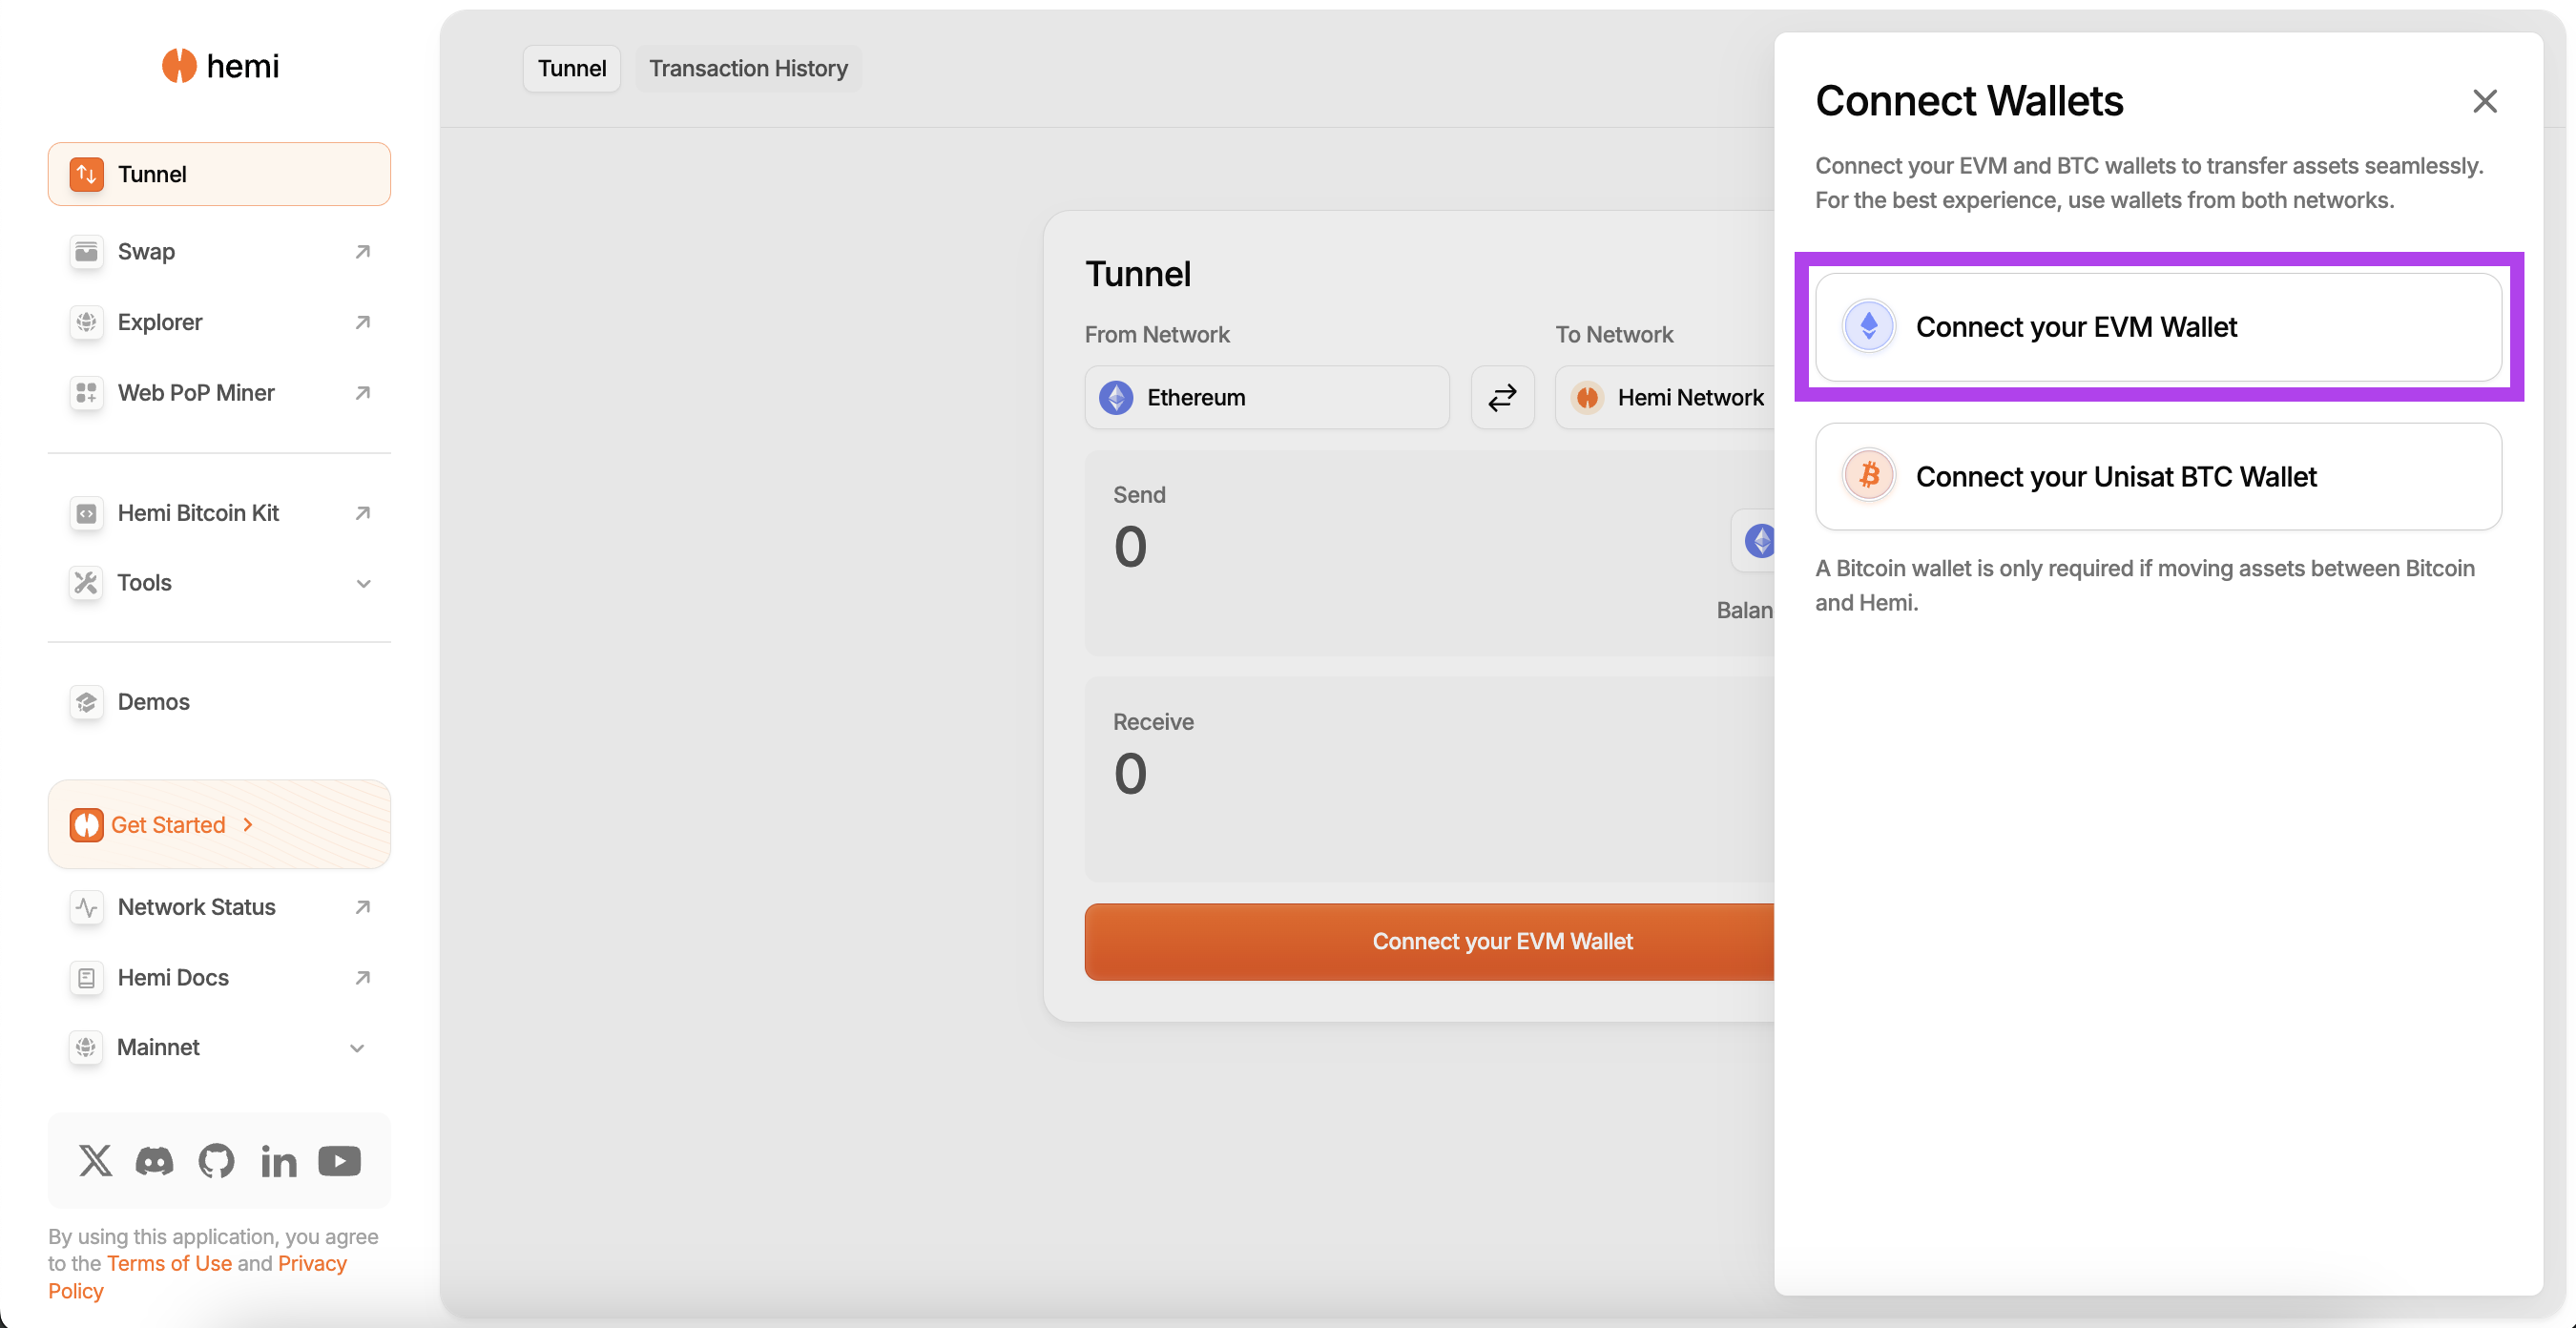 hemi
Tunnel
Swap
Explorer
Web PoP Miner
Hemi Bitcoin Kit
Tools
Demos
Get Started
Network Status
Hemi Docs
Mainnet
By using this application, you agree
to the Terms of Use and Privacy
Policy
Tunnel
Transaction History
Tunnel
From Network
To Network
Ethereum
Hemi Network
Send
0
Balan
Receive
0
Connect your EVM Wallet
Connect Wallets
Connect your EVM and BTC wallets to transfer assets seamlessly.
For the best experience, use wallets from both networks.
Connect your EVM Wallet
Connect your Unisat BTC Wallet
A Bitcoin wallet is only required if moving assets between Bitcoin
and Hemi.